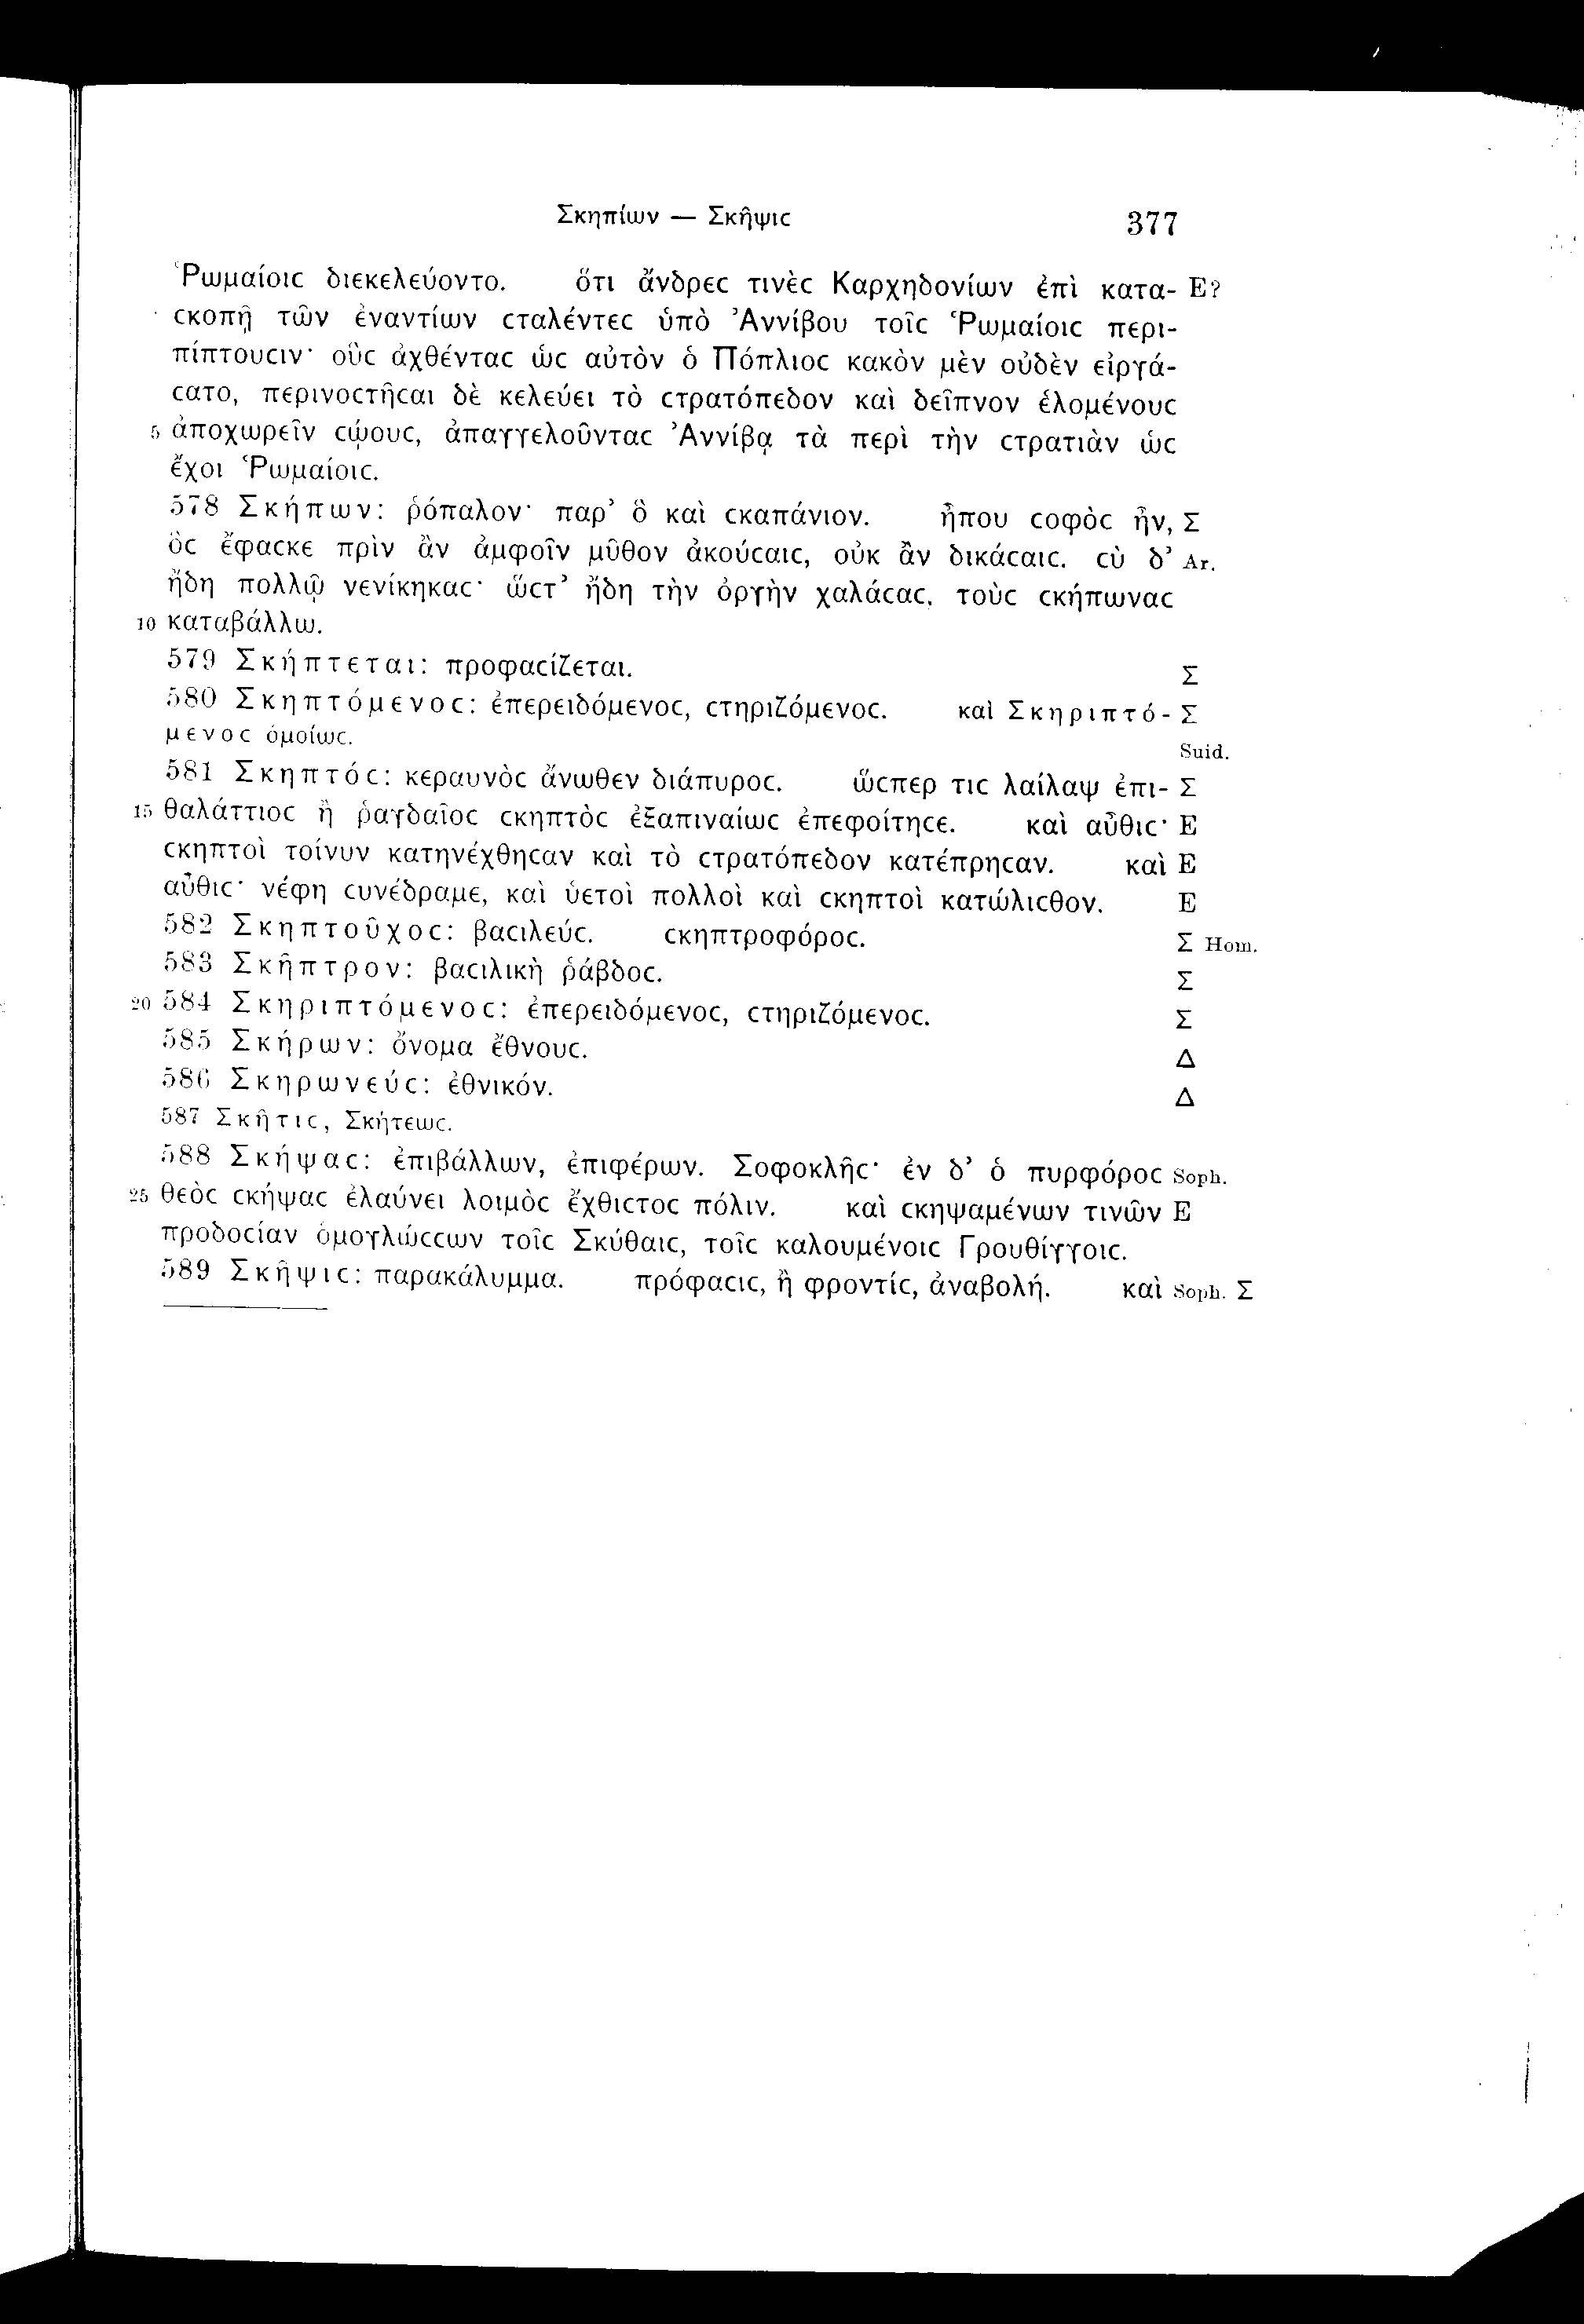 Σκηπίων — Σκῆψιϲ 377
Ῥωμαίοιϲ διεκελεύοντο. ὅτι ἄνδρεϲ τινὲϲ Καρχηδονίων ἐπὶ κατα- E?
ϲκοπῇ τῶν ἐναντίων ϲταλέντεϲ ὑπὸ Ἀννίβου τοῖϲ Ῥωμαίοιϲ περι-
πίπτουϲιν· οὓϲ ἀχθένταϲ ὡϲ αὐτὸν ὁ Πόπλιοϲ κακὸν μὲν οὐδὲν εἰργά-
ϲατο, περινοϲτῆϲαι δὲ κελεύει τὸ ϲτρατόπεδον καὶ δεῖπνον ἑλομένουϲ
5 ἀποχωρεῖν ϲῴουϲ, ἀπαγγελοῦνταϲ Ἀννίβᾳ τὰ περὶ τὴν ϲτρατιὰν ὡϲ
ἔχοι Ῥωμαίοιϲ.
578 Σκήπων: ῥόπαλον· παρ’ ὃ καὶ ϲκαπάνιον. ἦπου ϲοφὸϲ ἦν, Σ
ὃϲ ἔφαϲκε πρὶν ἂν ἀμφοῖν μῦθον ἀκούϲαιϲ, οὐκ ἂν δικάϲαιϲ. ϲὺ δ’ Ar.
ἤδη πολλῷ νενίκηκαϲ· ὥϲτ’ ἤδη τὴν ὀργὴν χαλάϲαϲ, τοὺϲ ϲκήπωναϲ
10 καταβάλλω.
579 Σκήπτεται: προφαϲίζεται. Σ
580 Σκηπτόμενοϲ: ἐπερειδόμενοϲ, ϲτηριζόμενοϲ. καὶ Σκηριπτό- Σ
μενοϲ ὁμοίωϲ. Suid.
581 Σκηπτόϲ: κεραυνὸϲ ἄνωθεν διάπυροϲ. ὥϲπερ τιϲ λαίλαψ ἐπι- Σ
15 θαλάττιοϲ ἢ ῥαγδαῖοϲ ϲκηπτὸϲ ἐξαπιναίωϲ ἐπεφοίτηϲε. καὶ αὖθιϲ· E
ϲκηπτοὶ τοίνυν κατηνέχθηϲαν καὶ τὸ ϲτρατόπεδον κατέπρηϲαν. καὶ E
αὖθιϲ· νέφη ϲυνέδραμε, καὶ ὑετοὶ πολλοὶ καὶ ϲκηπτοὶ κατώλιϲθον. E
582 Σκηπτοῦχοϲ: βαϲιλεύϲ. ϲκηπτροφόροϲ. Σ Hom.
583 Σκῆπτρον: βαϲιλικὴ ῥάβδοϲ. Σ
20 584 Σκηριπτόμενοϲ: ἐπερειδόμενοϲ, ϲτηριζόμενοϲ. Σ
585 Σκήρων: ὄνομα ἔθνουϲ. Δ
586 Σκηρωνεύϲ: ἐθνικόν. Δ
587 Σκῆτιϲ, Σκήτεωϲ.
588 Σκήψαϲ: ἐπιβάλλων, ἐπιφέρων. Σοφοκλῆϲ· ἐν δ’ ὁ πυρφόροϲ Soph.
25 θεὸϲ ϲκήψαϲ ἐλαύνει λοιμὸϲ ἔχθιϲτοϲ πόλιν. καὶ ϲκηψαμένων τινῶν E
προδοϲίαν ὁμογλώϲϲων τοῖϲ Σκύθαιϲ, τοῖϲ καλουμένοιϲ Γρουθίγγοιϲ.
589 Σκῆψιϲ: παρακάλυμμα. πρόφαϲιϲ, ἢ φροντίϲ, ἀναβολή. καὶ Soph. Σ